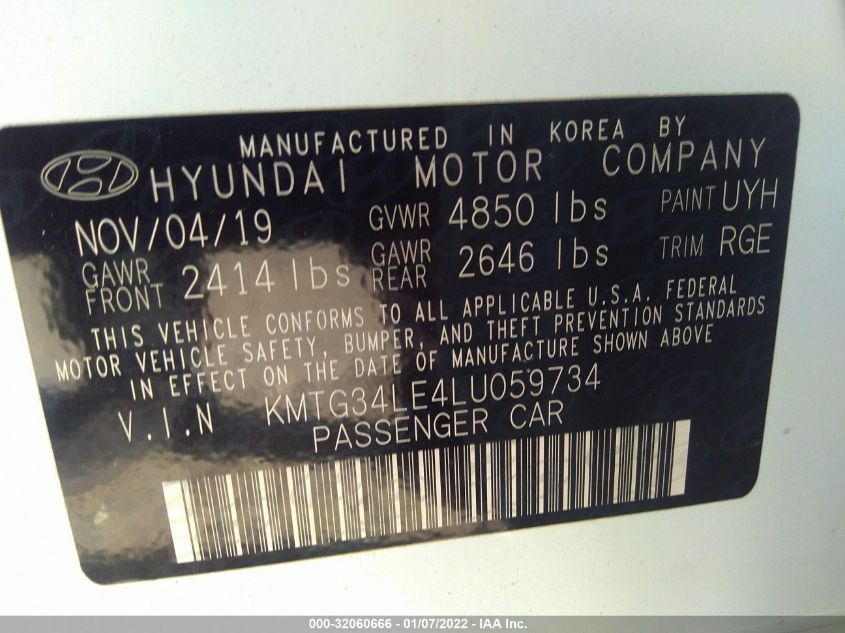 MANUFACTURED IN KOREA BY
HYUNDAI MOTOR COMPANY
NOV/04/19 GVWR 4850 lbs PAINT UYH
GAWR FRONT 2414 lbs GAWR REAR 2646 lbs TRIM RGE
THIS VEHICLE CONFORMS TO ALL APPLICABLE U.S.A. FEDERAL
MOTOR VEHICLE SAFETY, BUMPER, AND THEFT PREVENTION STANDARDS
IN EFFECT ON THE DATE OF MANUFACTURE SHOWN ABOVE
V.I.N KMTG34LE4LU059734
PASSENGER CAR
000-32060666 - 01/07/2022 - IAA Inc.